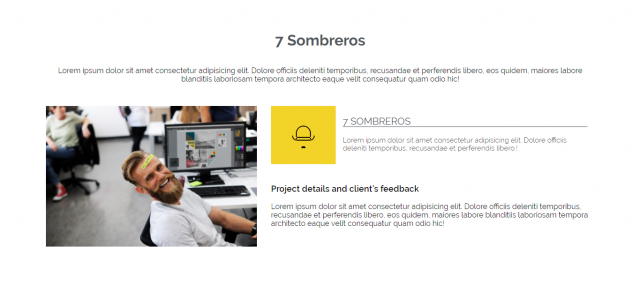 7 Sombreros
Lorem ipsum dolor sit amet consectetur adipisicing elit. Dolore officiis deleniti temporibus, recusandae et perferendis libero, eos quidem, maiores labore
blanditiis laboriosam tempora architecto eaque velit consequatur quam odio hic!
7 SOMBREROS
Lorem ipsum dolor sit amet consectetur adipisicing elit. Dolore officiis
deleniti temporibus, recusandae et perferendis libero!
Project details and client's feedback
Lorem ipsum dolor sit amet consectetur adipisicing elit. Dolore officiis deleniti temporibus,
recusandae et perferendis libero, eos quidem, maiores labore blanditiis laboriosam tempora
architecto eaque velit consequatur quam odio hic!